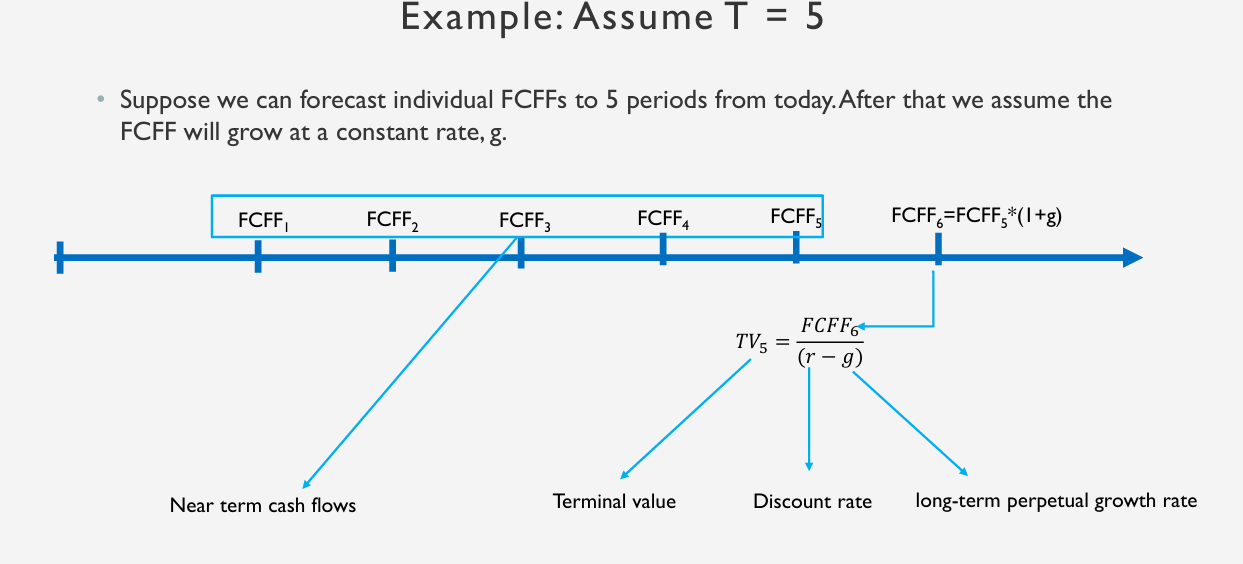 Example: Assume T = 5
• Suppose we can forecast individual FCFFs to 5 periods from today. After that we assume the
FCFF will grow at a constant rate, g.
FCFF₁ FCFF₂ FCFF₃ FCFF₄ FCFF₅ FCFF₆=FCFF₅*(1+g)
TV₅ = FCFF₆ / (r − g)
Near term cash flows Terminal value Discount rate long-term perpetual growth rate